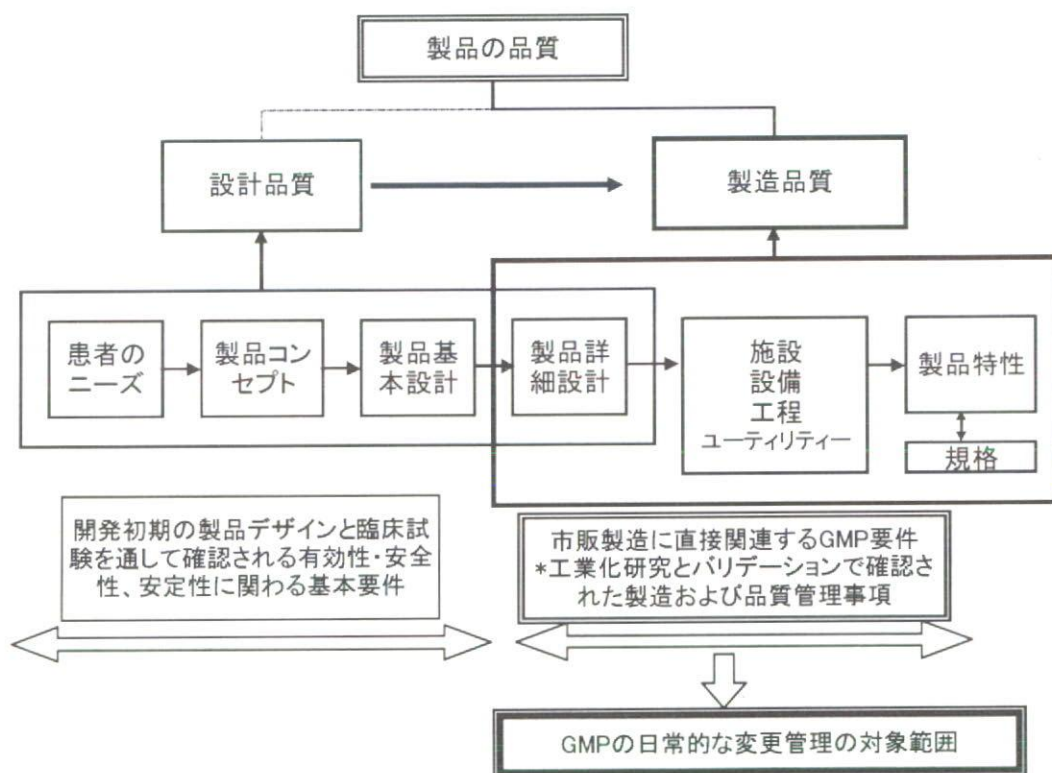 製品の品質
設計品質
製造品質
患者の
ニーズ
製品コン
セプト
製品基
本設計
製品詳
細設計
施設
設備
工程
ユーティリティー
製品特性
規格
開発初期の製品デザインと臨床試
験を通して確認される有効性・安全
性、安定性に関わる基本要件
市販製造に直接関連するGMP要件
*工業化研究とバリデーションで確認さ
れた製造および品質管理事項
GMPの日常的な変更管理の対象範囲